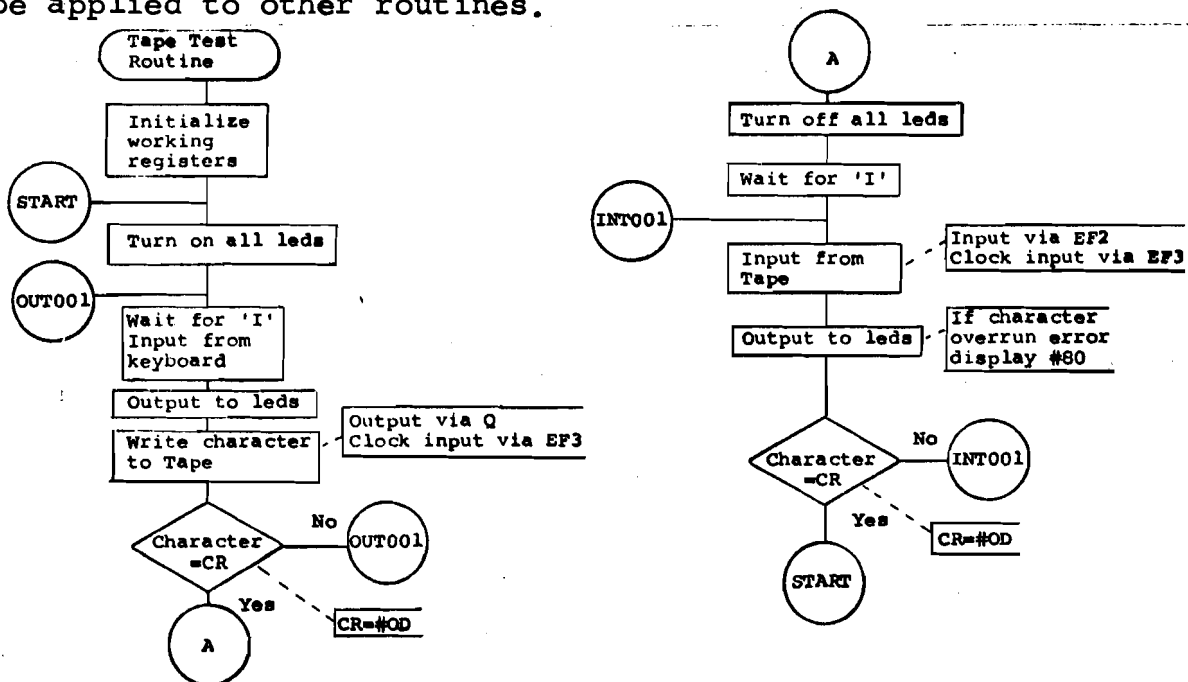 be applied to other routines.
Tape Test
Routine
Initialize
working
registers
START
Turn on all leds
OUT001
Wait for 'I'
Input from
keyboard
Output to leds
Write character
to Tape
Output via Q
Clock input via EF3
Character
=CR
No
OUT001
Yes
CR=#0D
A
A
Turn off all leds
Wait for 'I'
INT001
Input from
Tape
Input via EF2
Clock input via EF3
Output to leds
If character
overrun error
display #80
Character
=CR
No
INT001
Yes
CR=#0D
START